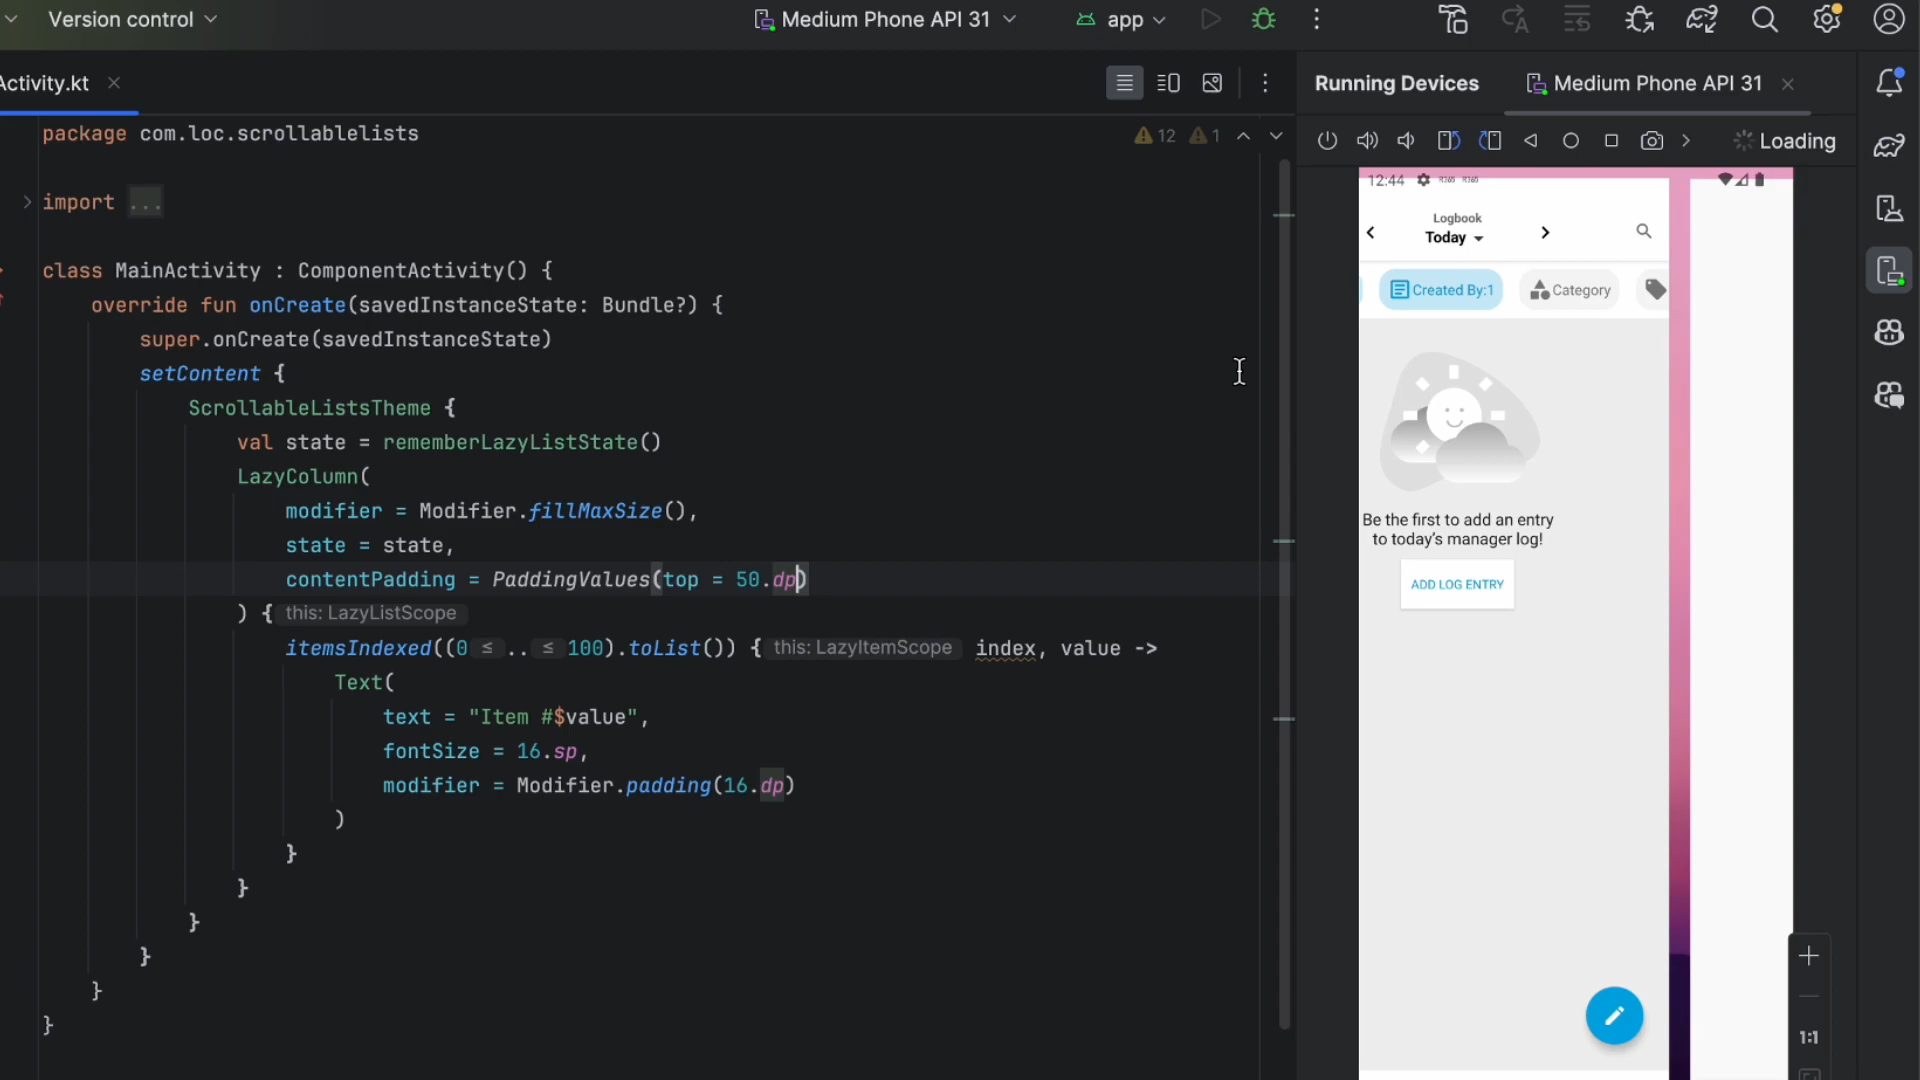 Version control
Medium Phone API 31
app
Activity.kt
Running Devices
Medium Phone API 31
package com.loc.scrollablelists
12 1
Loading
import ...
class MainActivity : ComponentActivity() {
override fun onCreate(savedInstanceState: Bundle?) {
super.onCreate(savedInstanceState)
setContent {
ScrollableListsTheme {
val state = rememberLazyListState()
LazyColumn(
modifier = Modifier.fillMaxSize(),
state = state,
contentPadding = PaddingValues(top = 50.dp)
) { this: LazyListScope
itemsIndexed((0 ≤ .. ≤ 100).toList()) { this: LazyItemScope index, value ->
Text(
text = "Item #$value",
fontSize = 16.sp,
modifier = Modifier.padding(16.dp)
)
}
}
}
}
}
}
12:44 R365 R365
Logbook
Today
Created By:1
Category
Be the first to add an entry
to today's manager log!
ADD LOG ENTRY
1:1